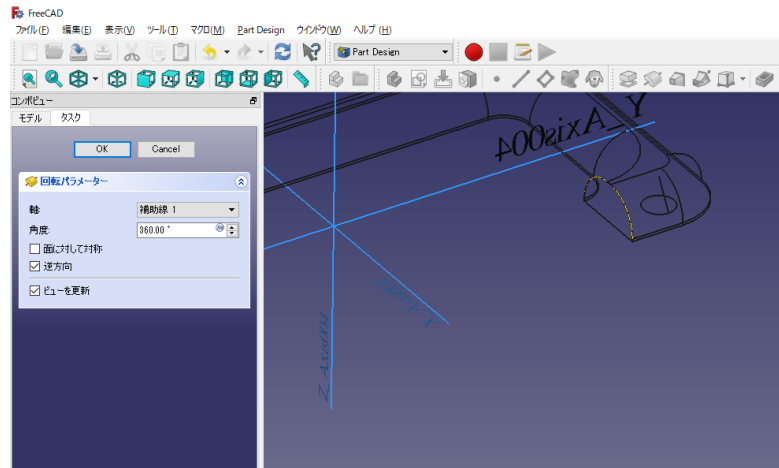 FreeCAD
ファイル(F) 編集(E) 表示(V) ツール(T) マクロ(M) Part Design ウインドウ(W) ヘルプ(H)
Part Design
コンボビュー
モデル タスク
OK Cancel
回転パラメーター
軸: 補助線 1
角度: 360.00 °
面に対して対称
逆方向
ビューを更新
Y_Axis004